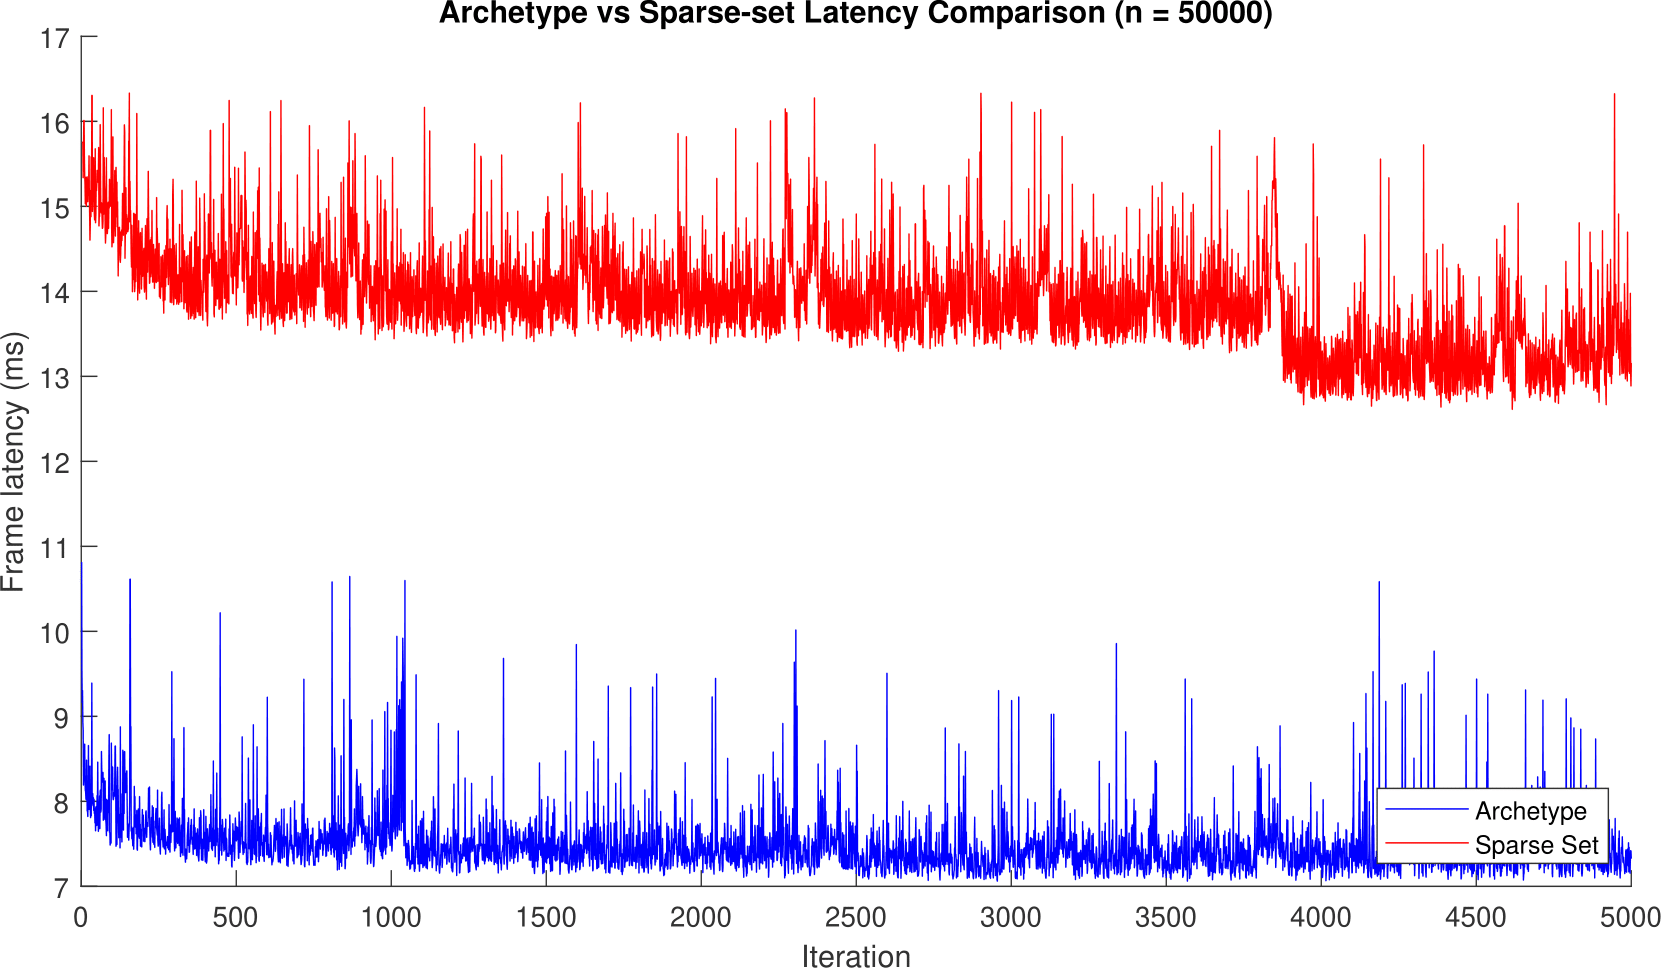 Archetype vs Sparse-set Latency Comparison (n = 50000)
17
16
15
14
13
12
11
10
9
8
7
Frame latency (ms)
Archetype
Sparse Set
0 500 1000 1500 2000 2500 3000 3500 4000 4500 5000
Iteration